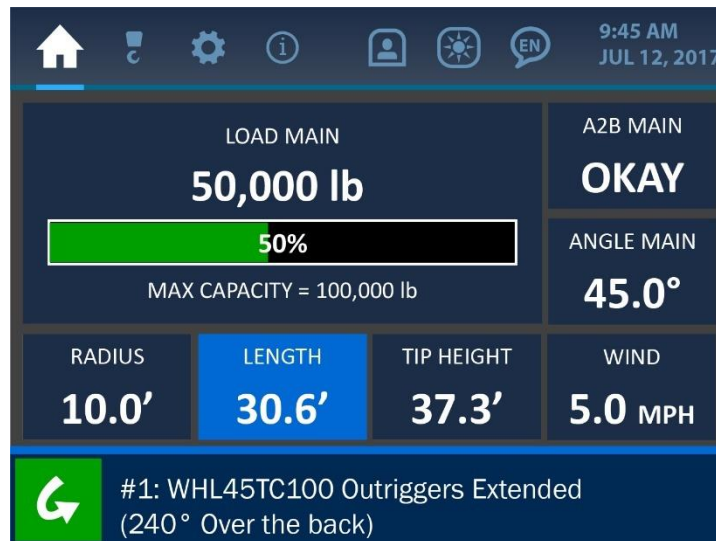 EN
9:45 AM
JUL 12, 2017
LOAD MAIN
50,000 lb
50%
MAX CAPACITY = 100,000 lb
A2B MAIN
OKAY
ANGLE MAIN
45.0°
RADIUS
10.0’
LENGTH
30.6’
TIP HEIGHT
37.3’
WIND
5.0 MPH
#1: WHL45TC100 Outriggers Extended
(240° Over the back)